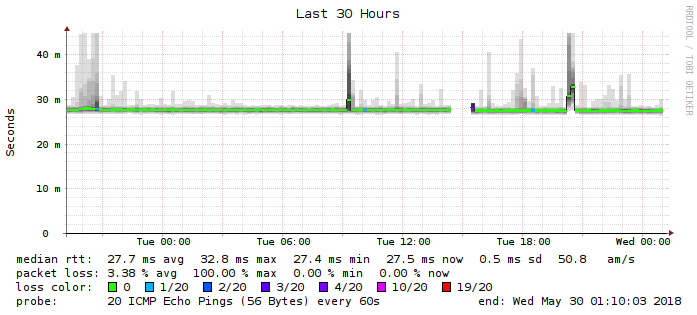 Last 30 Hours
RRDTOOL / TOBI OETIKER
Seconds
40 m
30 m
20 m
10 m
0
Tue 00:00 Tue 06:00 Tue 12:00 Tue 18:00 Wed 00:00
median rtt: 27.7 ms avg 32.8 ms max 27.4 ms min 27.5 ms now 0.5 ms sd 50.8 am/s
packet loss: 3.38 % avg 100.00 % max 0.00 % min 0.00 % now
loss color: 0 1/20 2/20 3/20 4/20 10/20 19/20
probe: 20 ICMP Echo Pings (56 Bytes) every 60s end: Wed May 30 01:10:03 2018